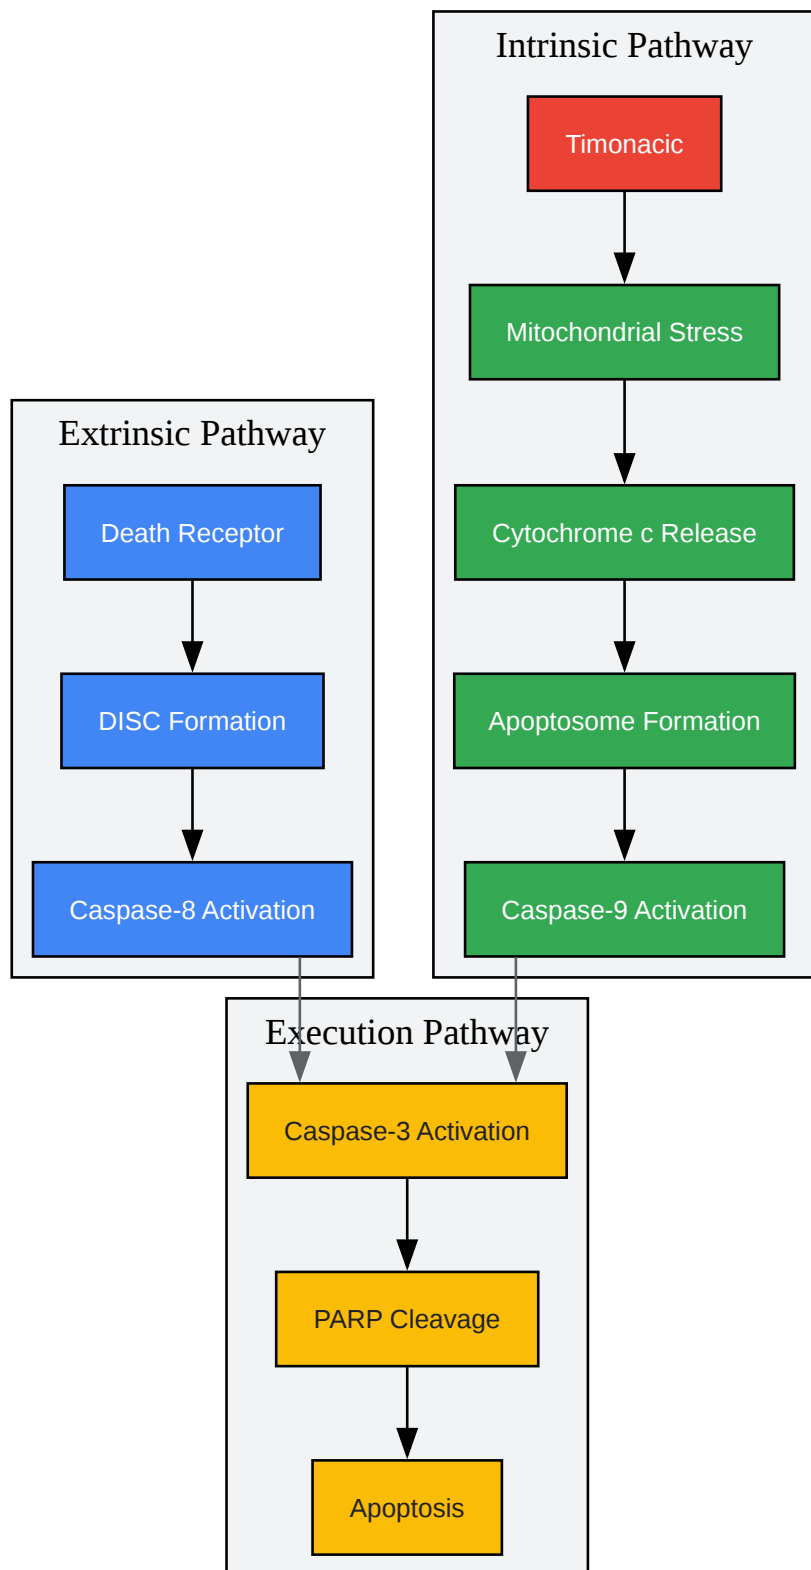 Intrinsic Pathway
Timonacic
Mitochondrial Stress
Cytochrome c Release
Apoptosome Formation
Caspase-9 Activation
Extrinsic Pathway
Death Receptor
DISC Formation
Caspase-8 Activation
Execution Pathway
Caspase-3 Activation
PARP Cleavage
Apoptosis